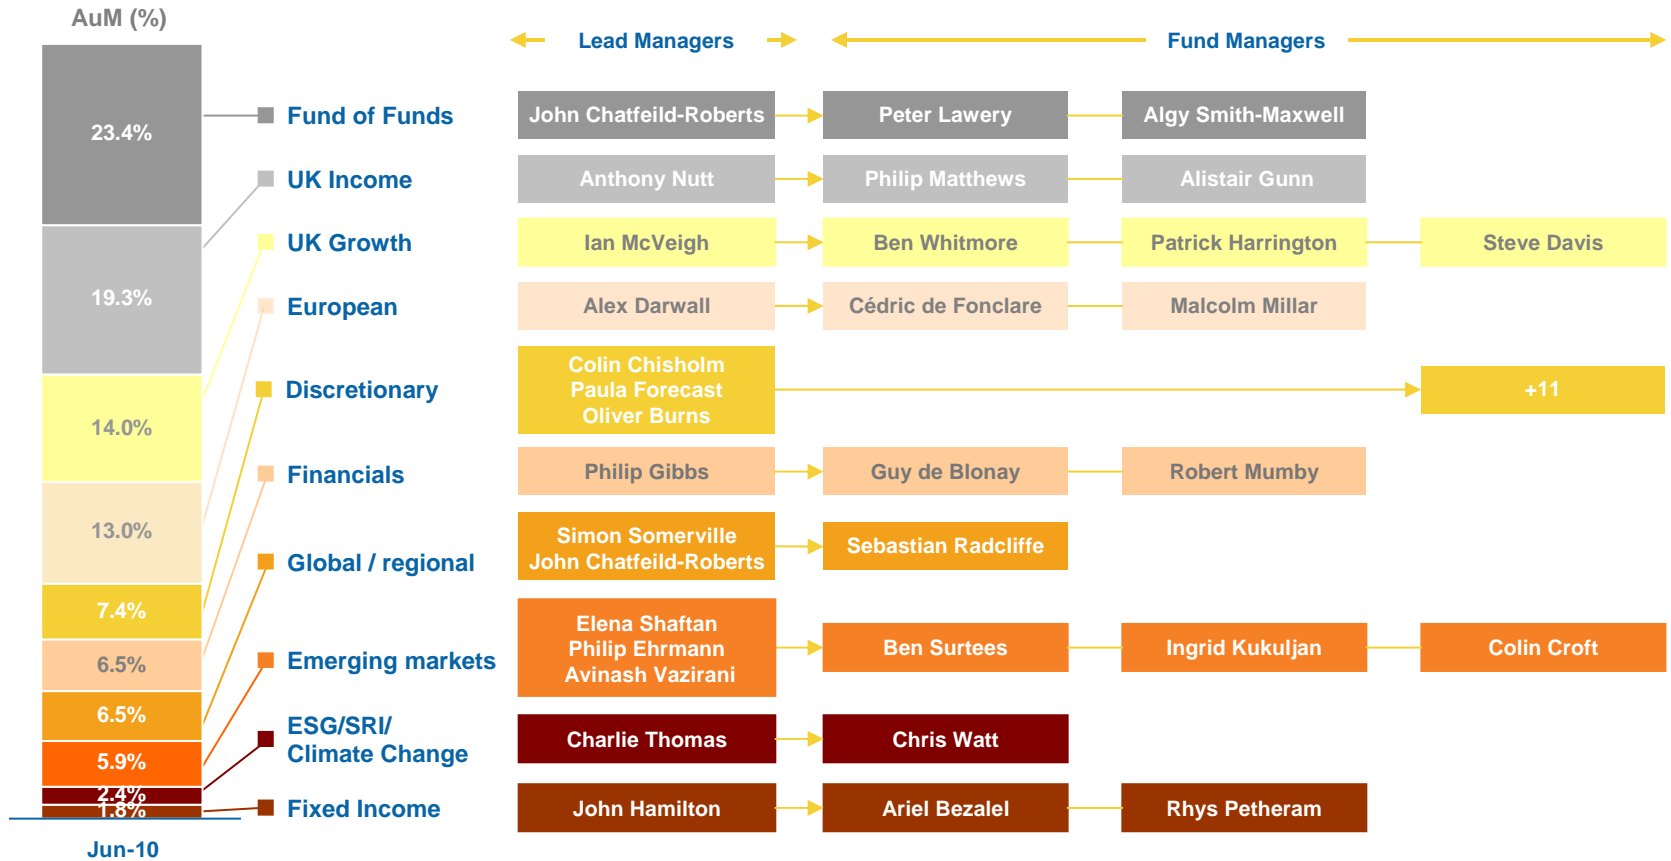 AuM (%)
Lead Managers
Fund Managers
23.4%
Fund of Funds
John Chatfeild-Roberts
Peter Lawery
Algy Smith-Maxwell
19.3%
UK Income
Anthony Nutt
Philip Matthews
Alistair Gunn
14.0%
UK Growth
Ian McVeigh
Ben Whitmore
Patrick Harrington
Steve Davis
13.0%
European
Alex Darwall
Cédric de Fonclare
Malcolm Millar
7.4%
Discretionary
Colin Chisholm
Paula Forecast
Oliver Burns
+11
6.5%
Financials
Philip Gibbs
Guy de Blonay
Robert Mumby
6.5%
Global / regional
Simon Somerville
John Chatfeild-Roberts
Sebastian Radcliffe
5.9%
Emerging markets
Elena Shaftan
Philip Ehrmann
Avinash Vazirani
Ben Surtees
Ingrid Kukuljan
Colin Croft
2.4%
ESG/SRI/
Climate Change
Charlie Thomas
Chris Watt
1.8%
Fixed Income
John Hamilton
Ariel Bezalel
Rhys Petheram
Jun-10